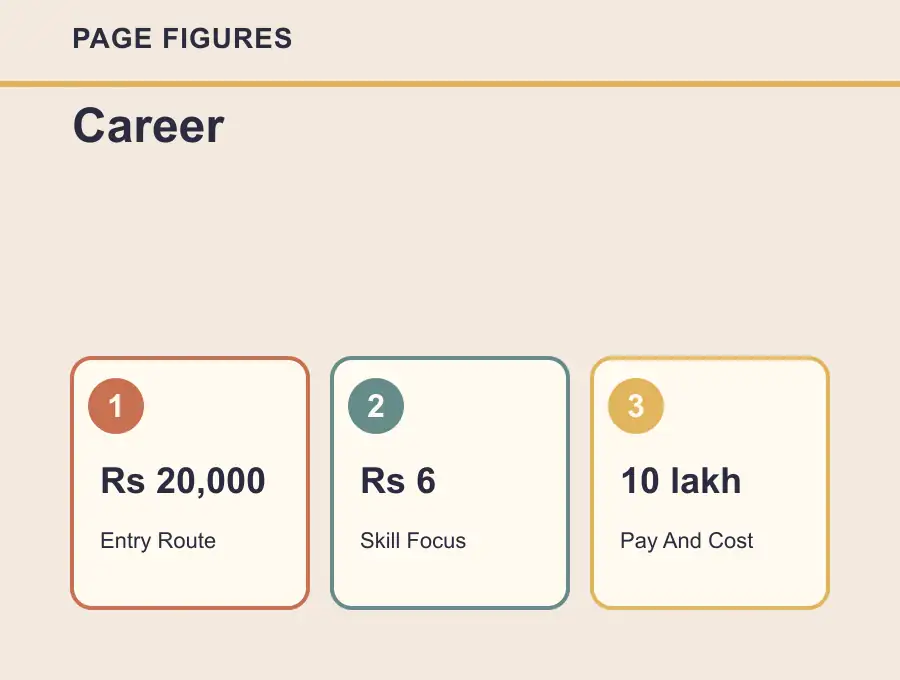 PAGE FIGURES
Career
1
2
3
Rs 20,000
Rs 6
10 lakh
Entry Route
Skill Focus
Pay And Cost